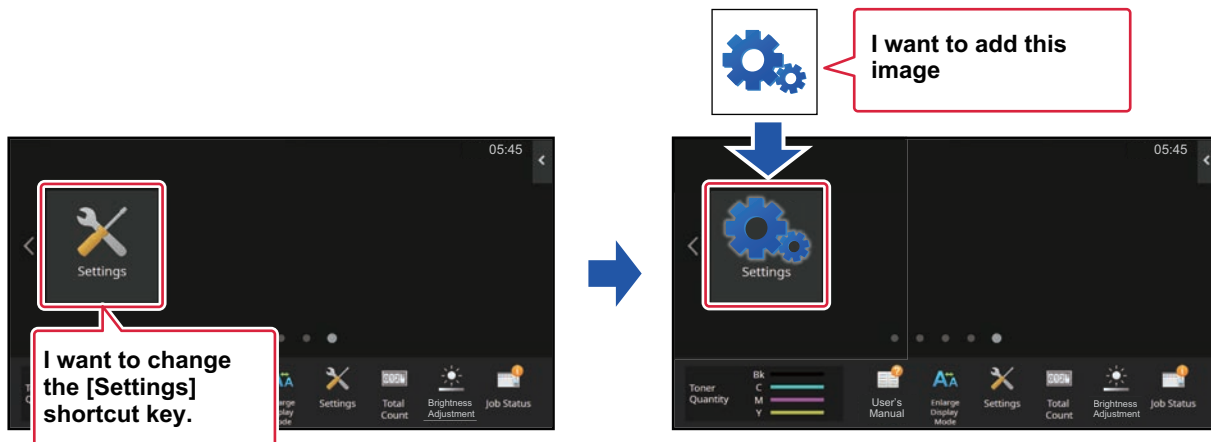 I want to add this
image
05:45
Settings
I want to change
the [Settings]
shortcut key.
Settings
Total
Count
Brightness
Adjustment
Job Status
05:45
Settings
Toner
Quantity
Bk
C
M
Y
User's
Manual
Enlarge
Display
Mode
Settings
Total
Count
Brightness
Adjustment
Job Status